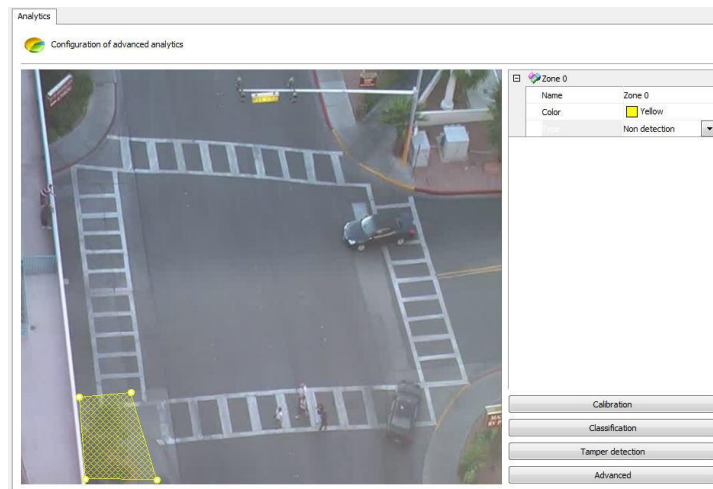 Analytics
Configuration of advanced analytics
Zone 0
Name Zone 0
Color Yellow
Type Non detection
Calibration
Classification
Tamper detection
Advanced